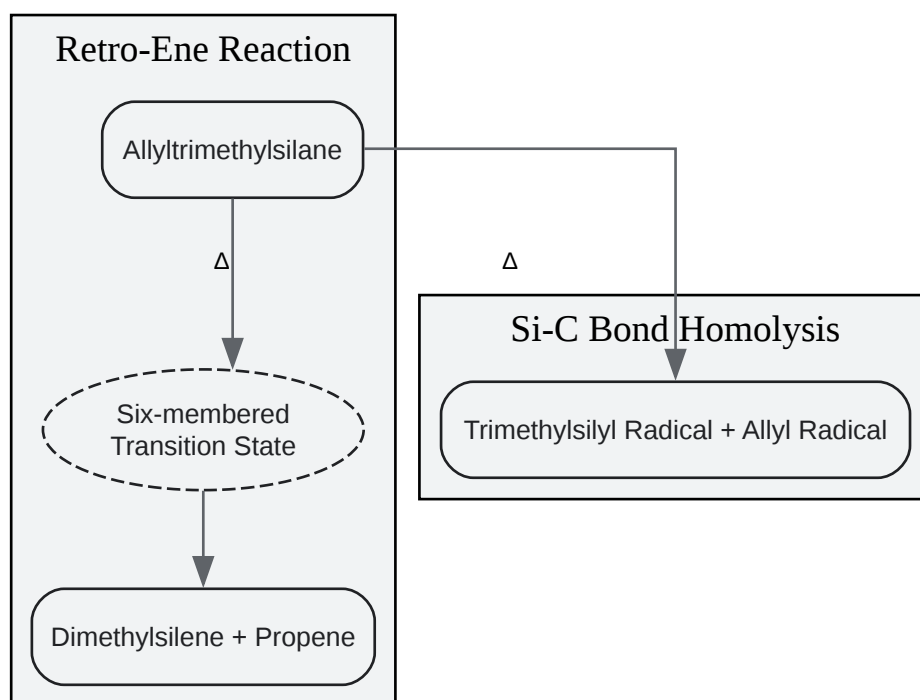 Retro-Ene Reaction
Allyltrimethylsilane
Δ
Δ
Si-C Bond Homolysis
Six-membered
Transition State
Trimethylsilyl Radical + Allyl Radical
Dimethylsilene + Propene